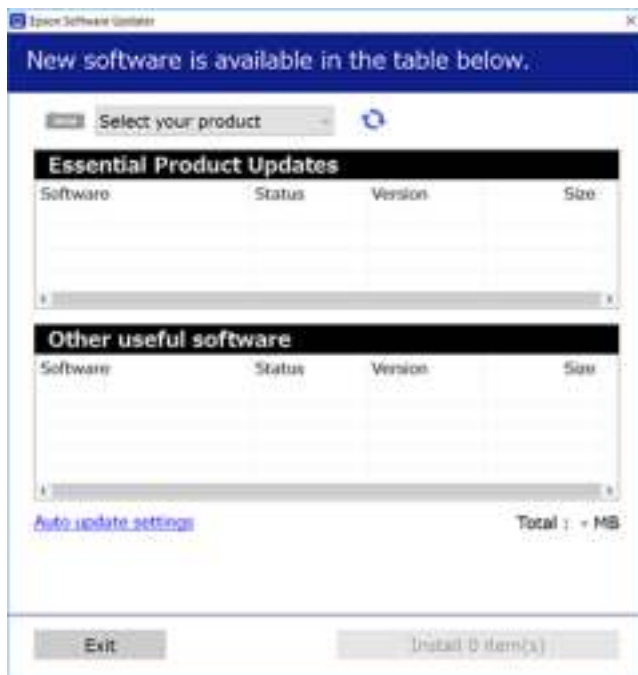 Epson Software Updater
New software is available in the table below.
Select your product
Essential Product Updates
Software Status Version Size
Other useful software
Software Status Version Size
Auto update settings Total : - MB
Exit Install 0 item(s)